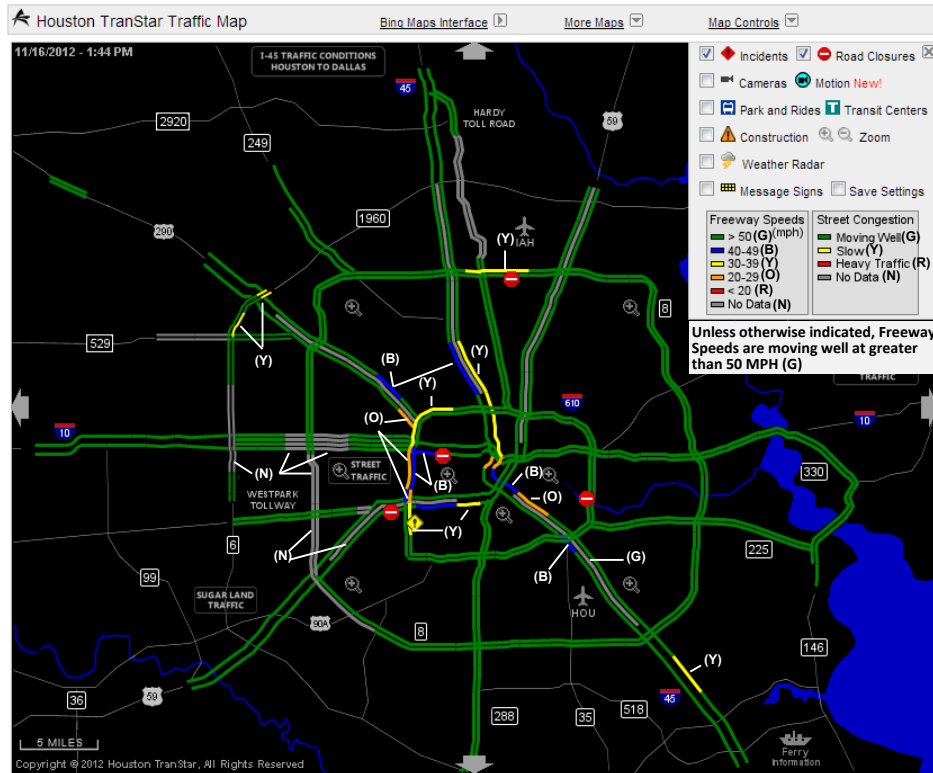 Houston TranStar Traffic Map
Bing Maps Interface
More Maps
Map Controls
11/16/2012 - 1:44 PM
I-45 TRAFFIC CONDITIONS
HOUSTON TO DALLAS
Incidents
Road Closures
Cameras
Motion New!
Park and Rides
T Transit Centers
Construction
Zoom
Weather Radar
Message Signs
Save Settings
Freeway Speeds
> 50 (G) (mph)
40-49 (B)
30-39 (Y)
20-29 (O)
< 20 (R)
No Data (N)
Street Congestion
Moving Well (G)
Slow (Y)
Heavy Traffic (R)
No Data (N)
Unless otherwise indicated, Freeway
Speeds are moving well at greater
than 50 MPH (G)
TRAFFIC
45
HARDY
TOLL ROAD
59
2920
249
1960
290
(Y)
IAH
8
529
(Y)
(B)
(Y)
(Y)
(O)
610
10
10
(N)
STREET
TRAFFIC
(B)
(B)
(O)
330
WESTPARK
TOLLWAY
(Y)
6
(N)
(G)
(B)
225
99
SUGAR LAND
TRAFFIC
HOU
90A
8
146
(Y)
59
36
45
288
35
518
5 MILES
Ferry
Information
Copyright © 2012 Houston TranStar, All Rights Reserved